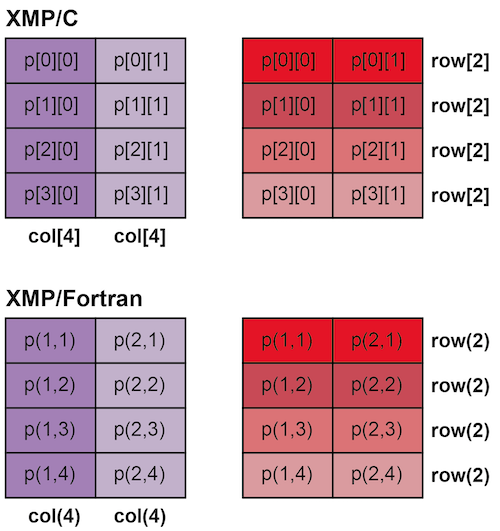 XMP/C
p[0][0] p[0][1] p[0][0] p[0][1] row[2]
p[1][0] p[1][1] p[1][0] p[1][1] row[2]
p[2][0] p[2][1] p[2][0] p[2][1] row[2]
p[3][0] p[3][1] p[3][0] p[3][1] row[2]
col[4] col[4]
XMP/Fortran
p(1,1) p(2,1) p(1,1) p(2,1) row(2)
p(1,2) p(2,2) p(1,2) p(2,2) row(2)
p(1,3) p(2,3) p(1,3) p(2,3) row(2)
p(1,4) p(2,4) p(1,4) p(2,4) row(2)
col(4) col(4)